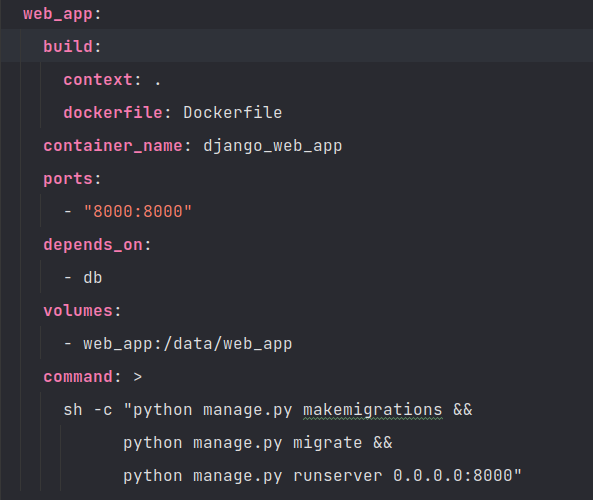 web_app:
build:
context: .
dockerfile: Dockerfile
container_name: django_web_app
ports:
- "8000:8000"
depends_on:
- db
volumes:
- web_app:/data/web_app
command: >
sh -c "python manage.py makemigrations &&
python manage.py migrate &&
python manage.py runserver 0.0.0.0:8000"